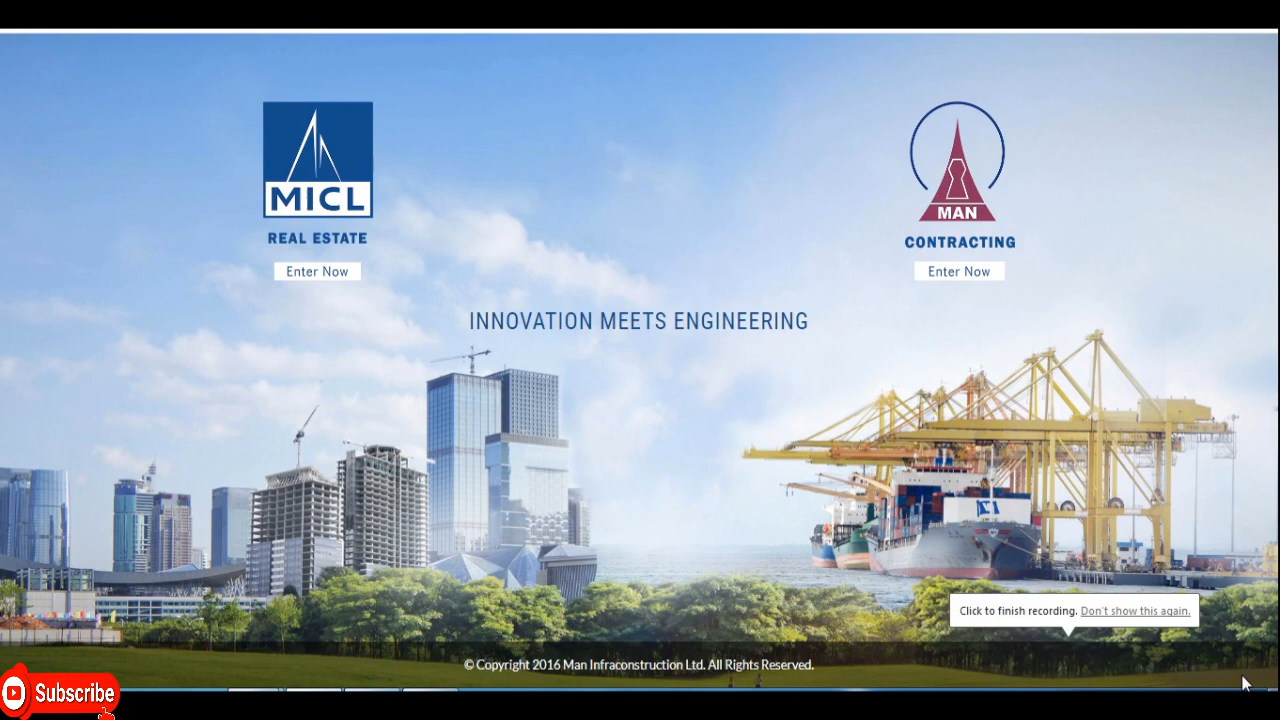 MICL
REAL ESTATE
Enter Now
MAN
CONTRACTING
Enter Now
INNOVATION MEETS ENGINEERING
Click to finish recording. Don't show this again.
© Copyright 2016 Man Infraconstruction Ltd. All Rights Reserved.
Subscribe